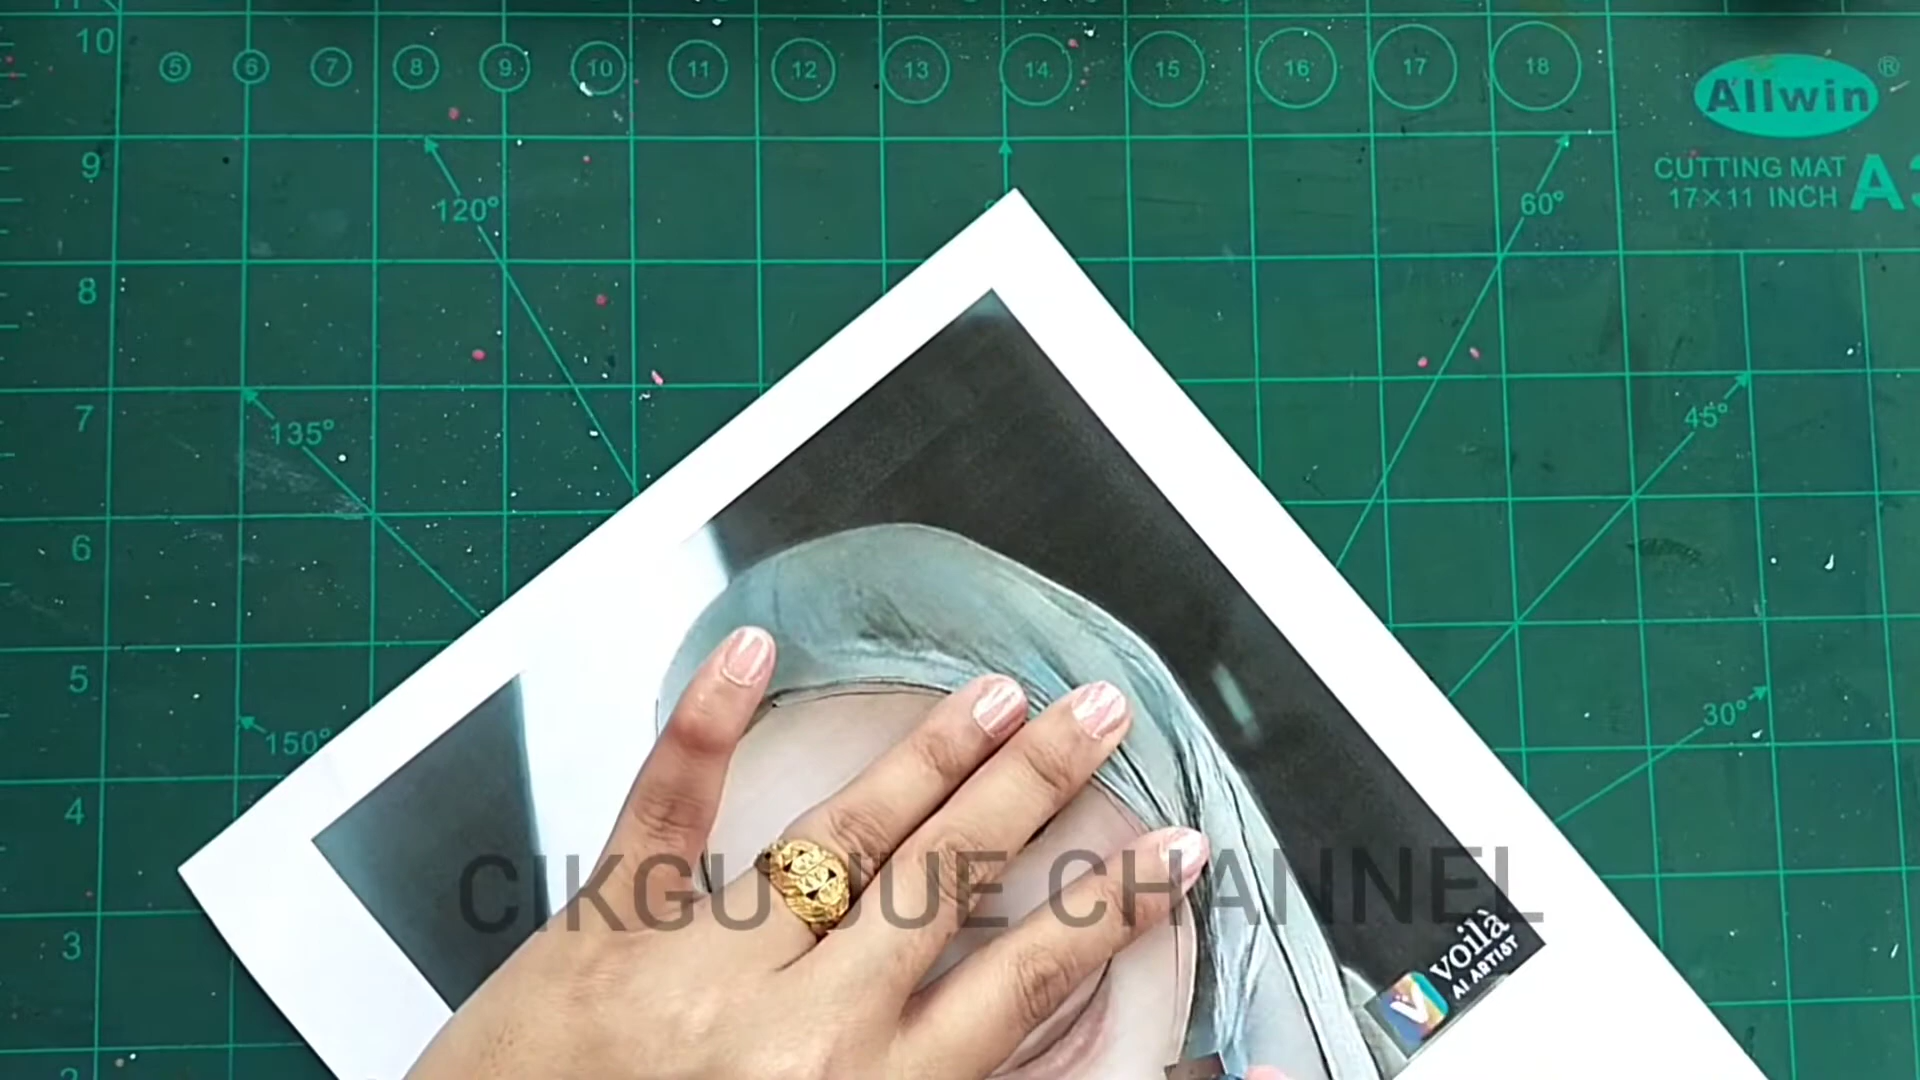 10
5 6 7 8 9 10 11 12 13 14 15 16 17 18
Allwin®
CUTTING MAT
17×11 INCH
9
120°
60°
8
7
135°
45°
6
5
150°
30°
4
CIKGU JUE CHANNEL
3
voilà
AI ARTIST
V